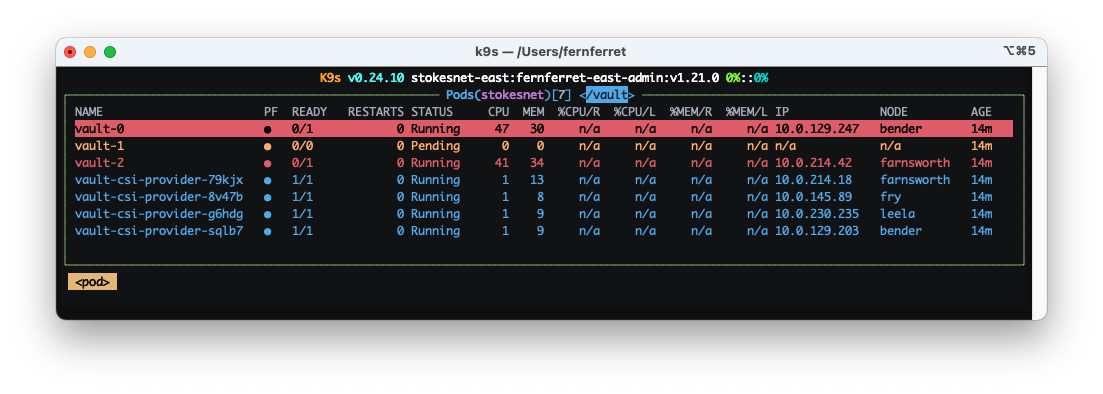 k9s — /Users/fernferret
⌥⌘5
K9s v0.24.10 stokesnet-east:fernferret-east-admin:v1.21.0 0%::0%
Pods(stokesnet)[7] </vault>
NAME PF READY RESTARTS STATUS CPU MEM %CPU/R %CPU/L %MEM/R %MEM/L IP NODE AGE
vault-0 ● 0/1 0 Running 47 30 n/a n/a n/a n/a 10.0.129.247 bender 14m
vault-1 ● 0/0 0 Pending 0 0 n/a n/a n/a n/a n/a n/a 14m
vault-2 ● 0/1 0 Running 41 34 n/a n/a n/a n/a 10.0.214.42 farnsworth 14m
vault-csi-provider-79kjx ● 1/1 0 Running 1 13 n/a n/a n/a n/a 10.0.214.18 farnsworth 14m
vault-csi-provider-8v47b ● 1/1 0 Running 1 8 n/a n/a n/a n/a 10.0.145.89 fry 14m
vault-csi-provider-g6hdg ● 1/1 0 Running 1 9 n/a n/a n/a n/a 10.0.230.235 leela 14m
vault-csi-provider-sqlb7 ● 1/1 0 Running 1 9 n/a n/a n/a n/a 10.0.129.203 bender 14m
<pod>